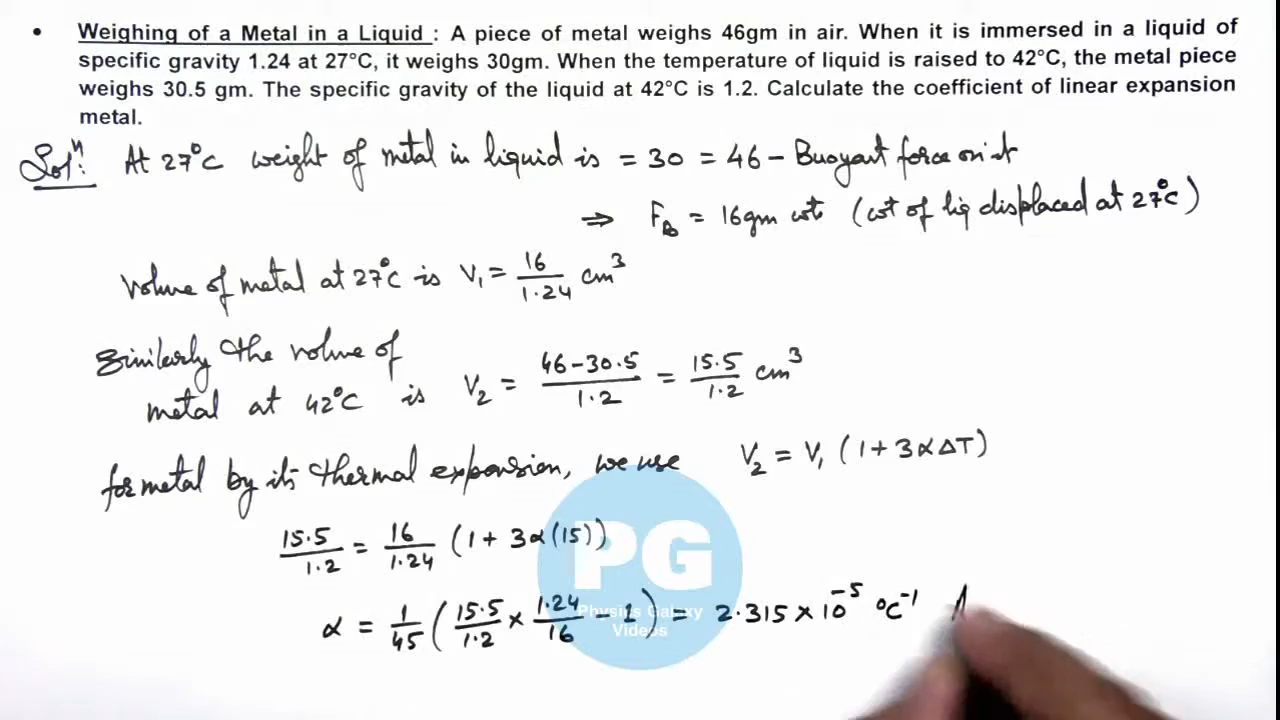 • Weighing of a Metal in a Liquid : A piece of metal weighs 46gm in air. When it is immersed in a liquid of
specific gravity 1.24 at 27°C, it weighs 30gm. When the temperature of liquid is raised to 42°C, the metal piece
weighs 30.5 gm. The specific gravity of the liquid at 42°C is 1.2. Calculate the coefficient of linear expansion
metal.
Solⁿ: At 27°C weight of metal in liquid is = 30 = 46 − Buoyant force on it
⇒ F_B = 16gm wt (wt of liq displaced at 27°C)
Volume of metal at 27°C is V₁ = 16/1.24 cm³
Similarly the volume of
metal at 42°C is V₂ = (46−30.5)/1.2 = 15.5/1.2 cm³
for metal by its thermal expansion, we use V₂ = V₁ (1 + 3αΔT)
15.5/1.2 = 16/1.24 (1 + 3α(15))
α = 1/45 (15.5/1.2 × 1.24/16 − 1) = 2.315 × 10⁻⁵ °C⁻¹
PG
Physics Galaxy
Videos